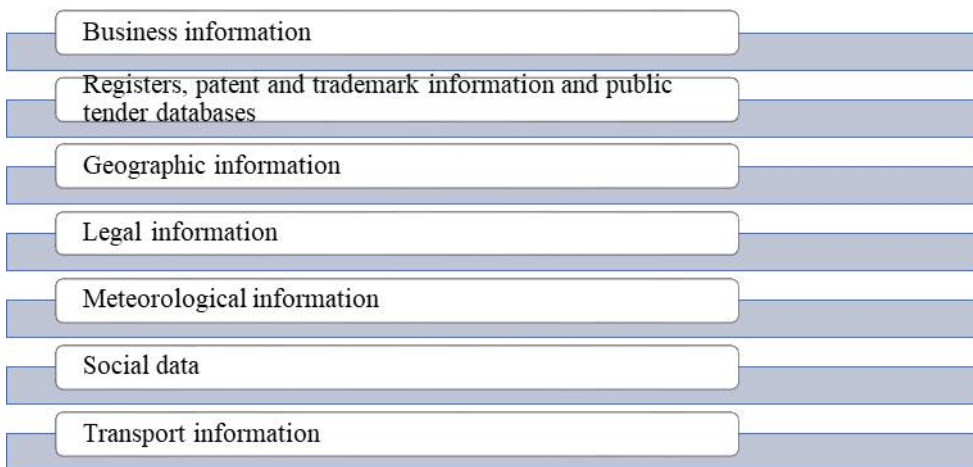 Business information
Registers, patent and trademark information and public
tender databases
Geographic information
Legal information
Meteorological information
Social data
Transport information